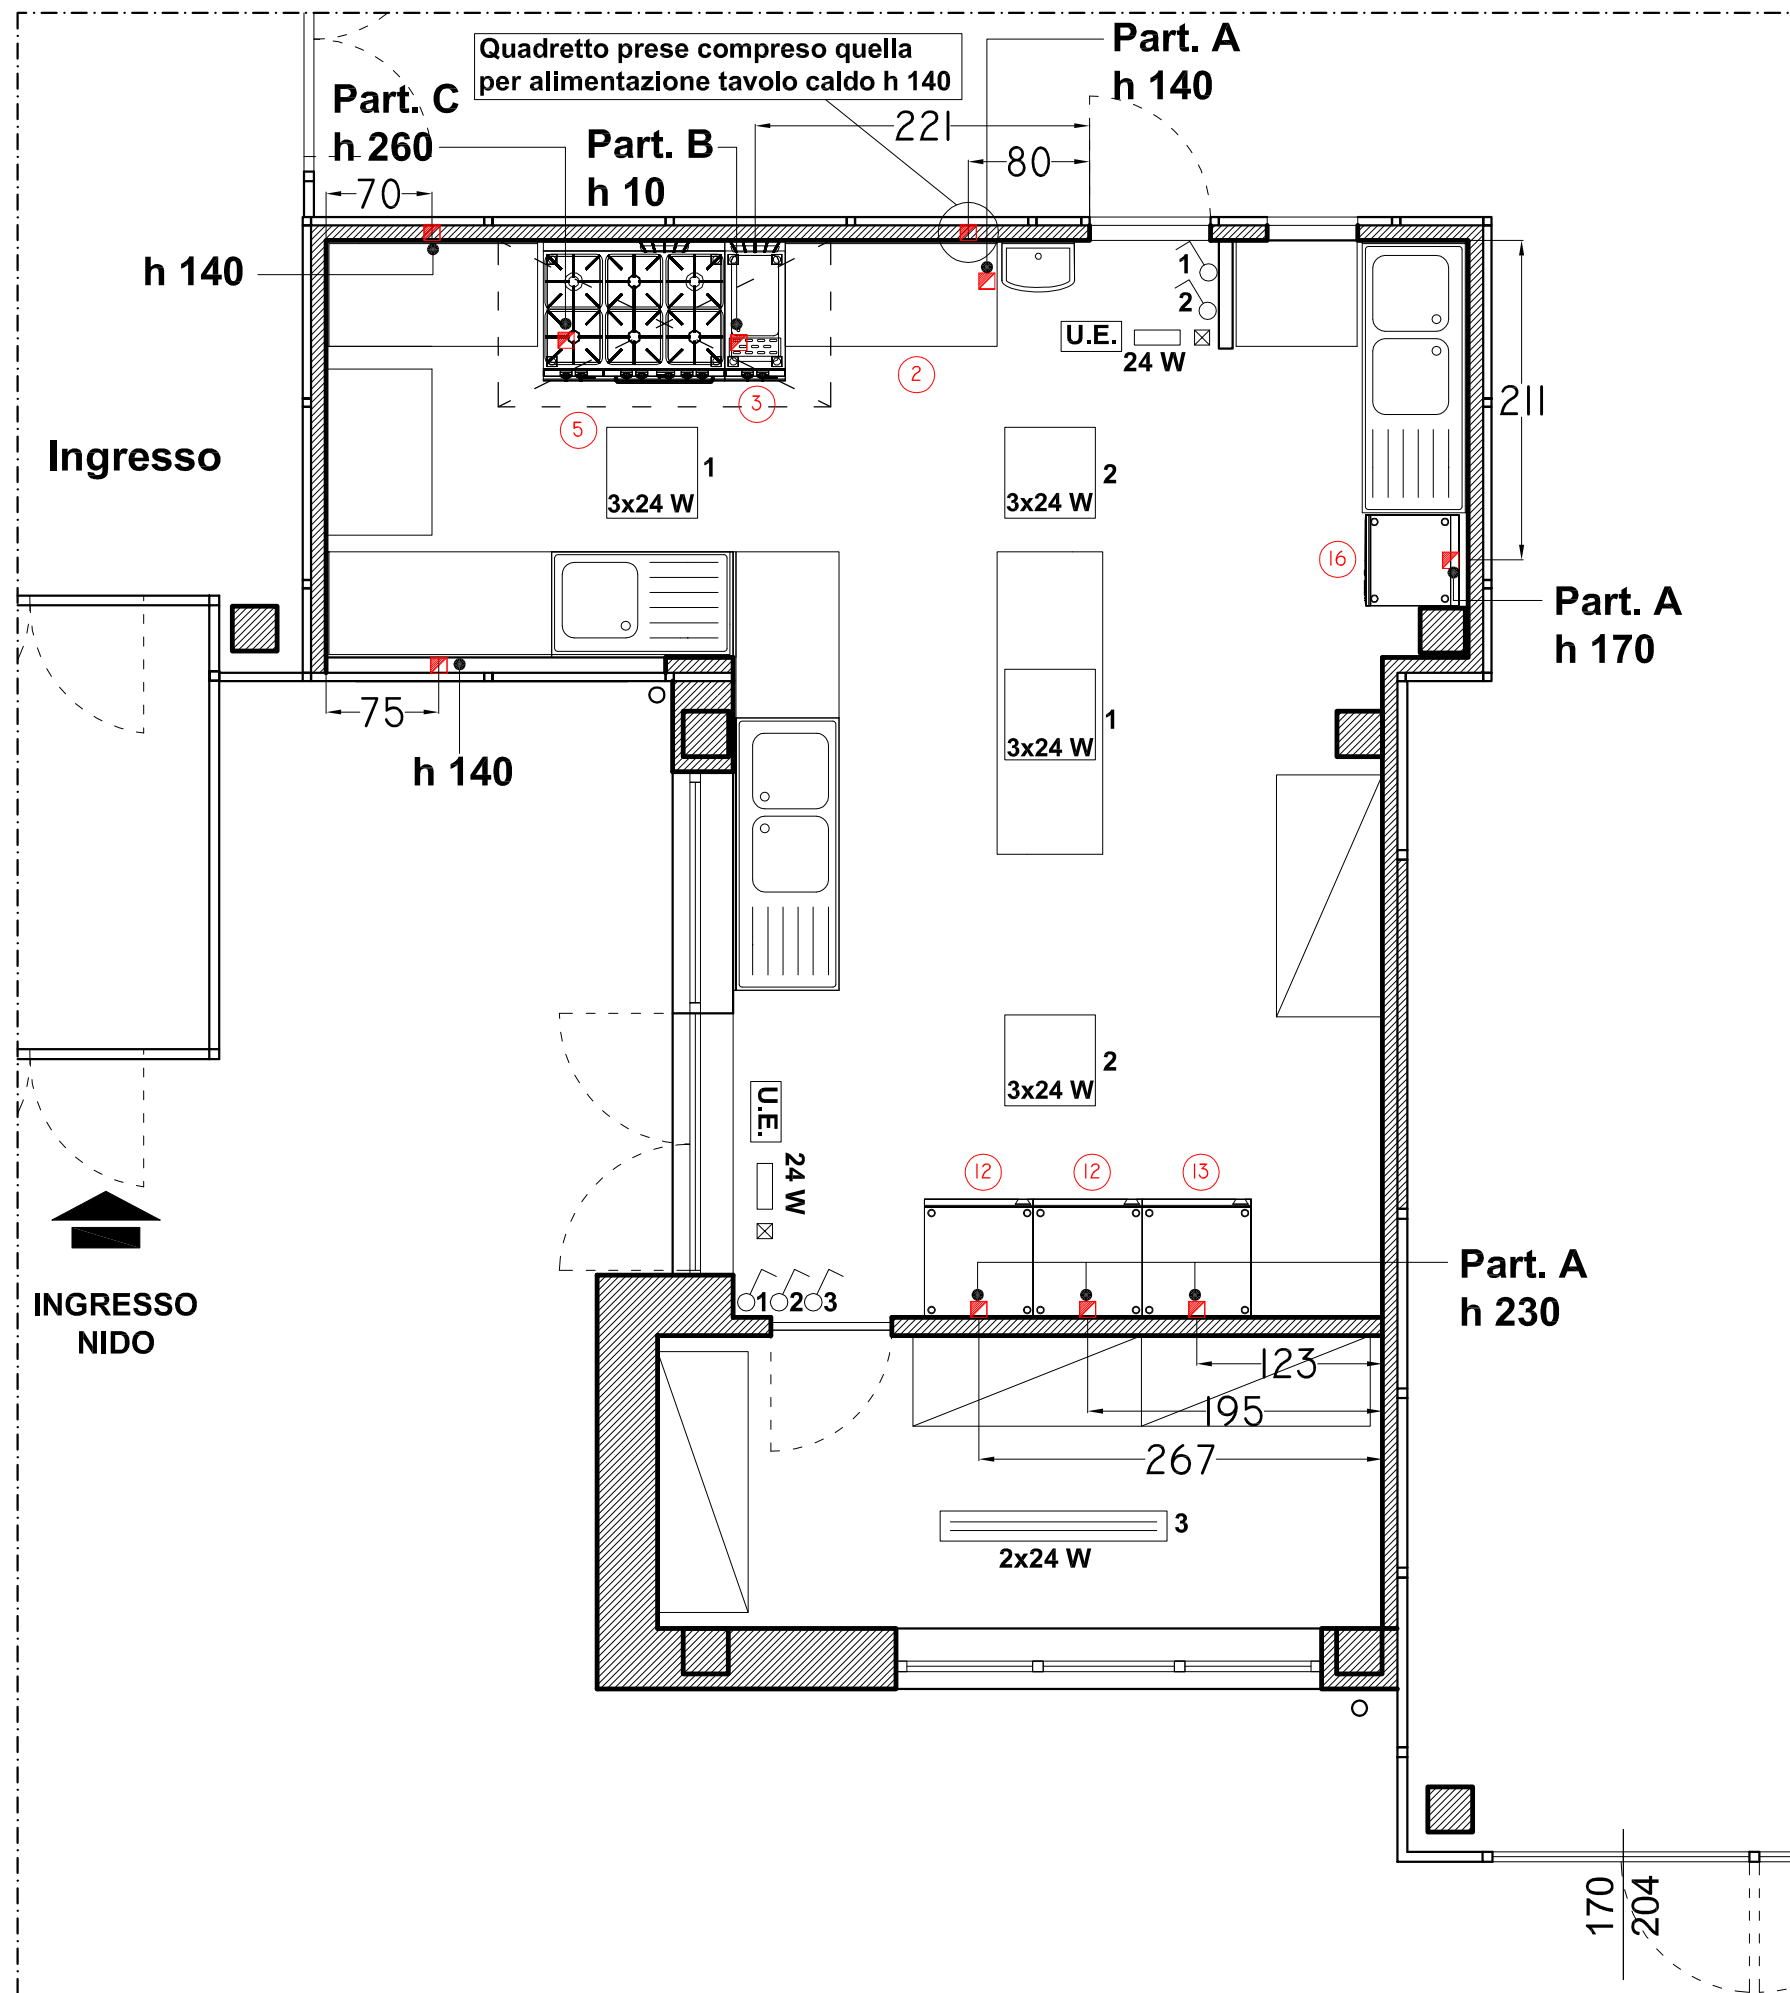 Quadretto prese compreso quella
per alimentazione tavolo caldo h 140
Part. A
h 140
Part. C
h 260
Part. B
h 10
221
80
70
h 140
1
2
U.E.
24 W
2
3
5
211
Ingresso
1
3x24 W
2
3x24 W
16
Part. A
h 170
75
h 140
1
3x24 W
2
3x24 W
U.E.
24 W
12
12
13
1
2
3
Part. A
h 230
INGRESSO
NIDO
123
195
267
3
2x24 W
170
204